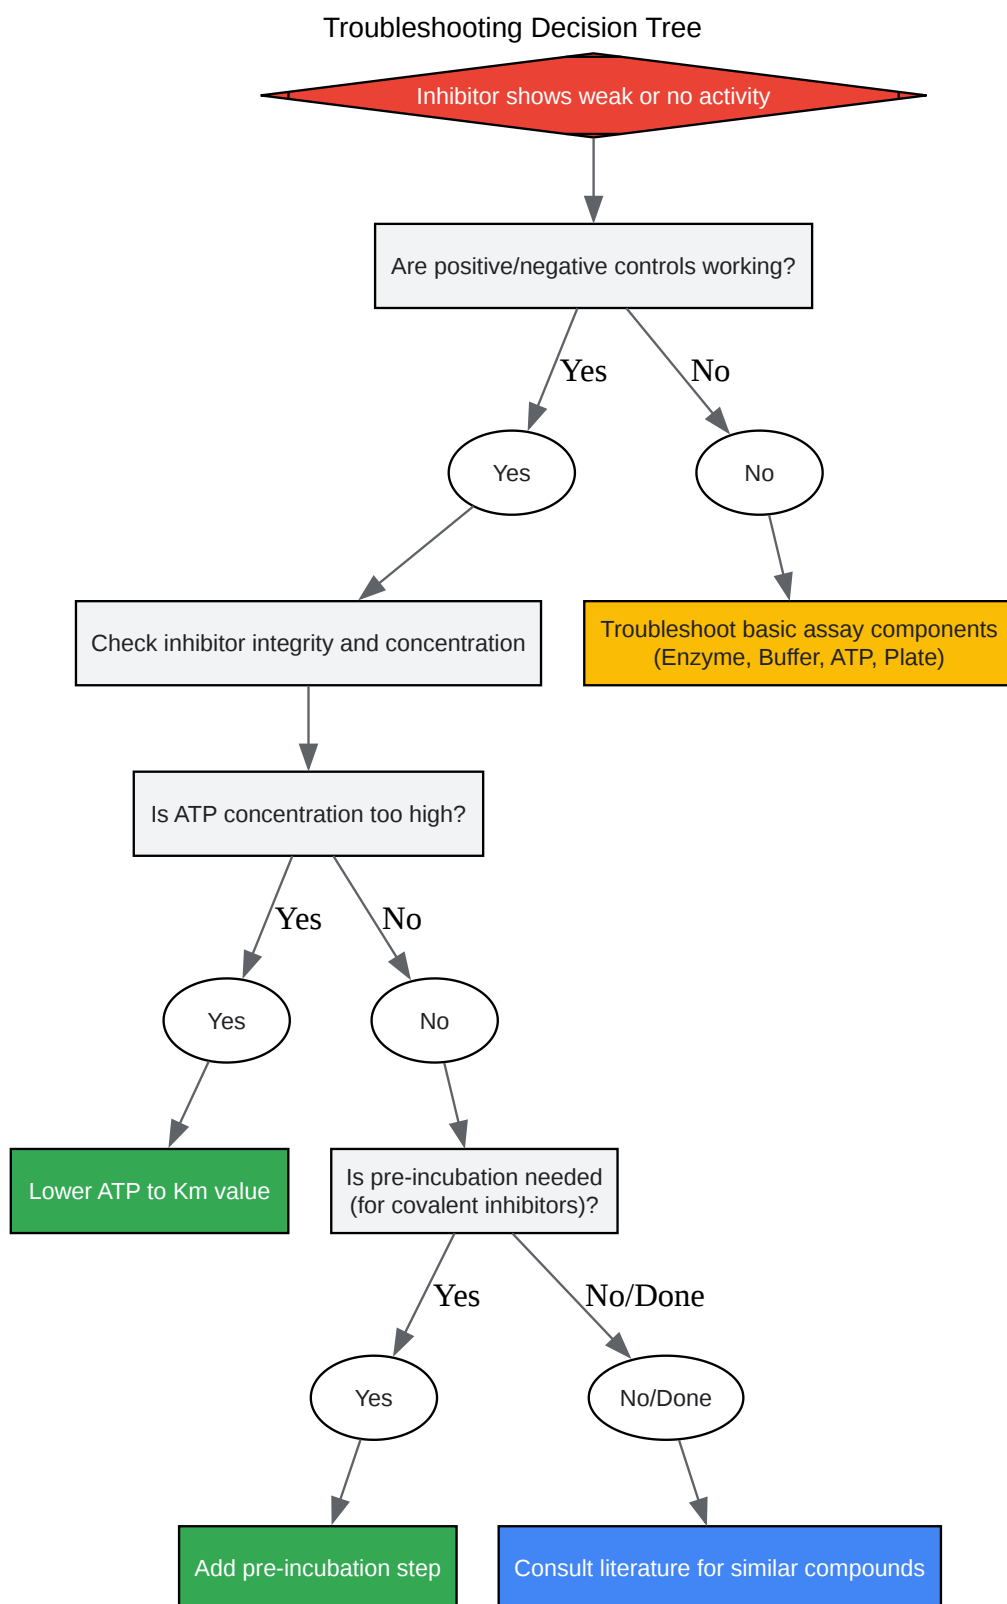 Troubleshooting Decision Tree
Inhibitor shows weak or no activity
Are positive/negative controls working?
Yes
No
Yes
No
Check inhibitor integrity and concentration
Troubleshoot basic assay components
(Enzyme, Buffer, ATP, Plate)
Is ATP concentration too high?
Yes
No
Yes
No
Lower ATP to Km value
Is pre-incubation needed
(for covalent inhibitors)?
Yes
No/Done
Yes
No/Done
Add pre-incubation step
Consult literature for similar compounds